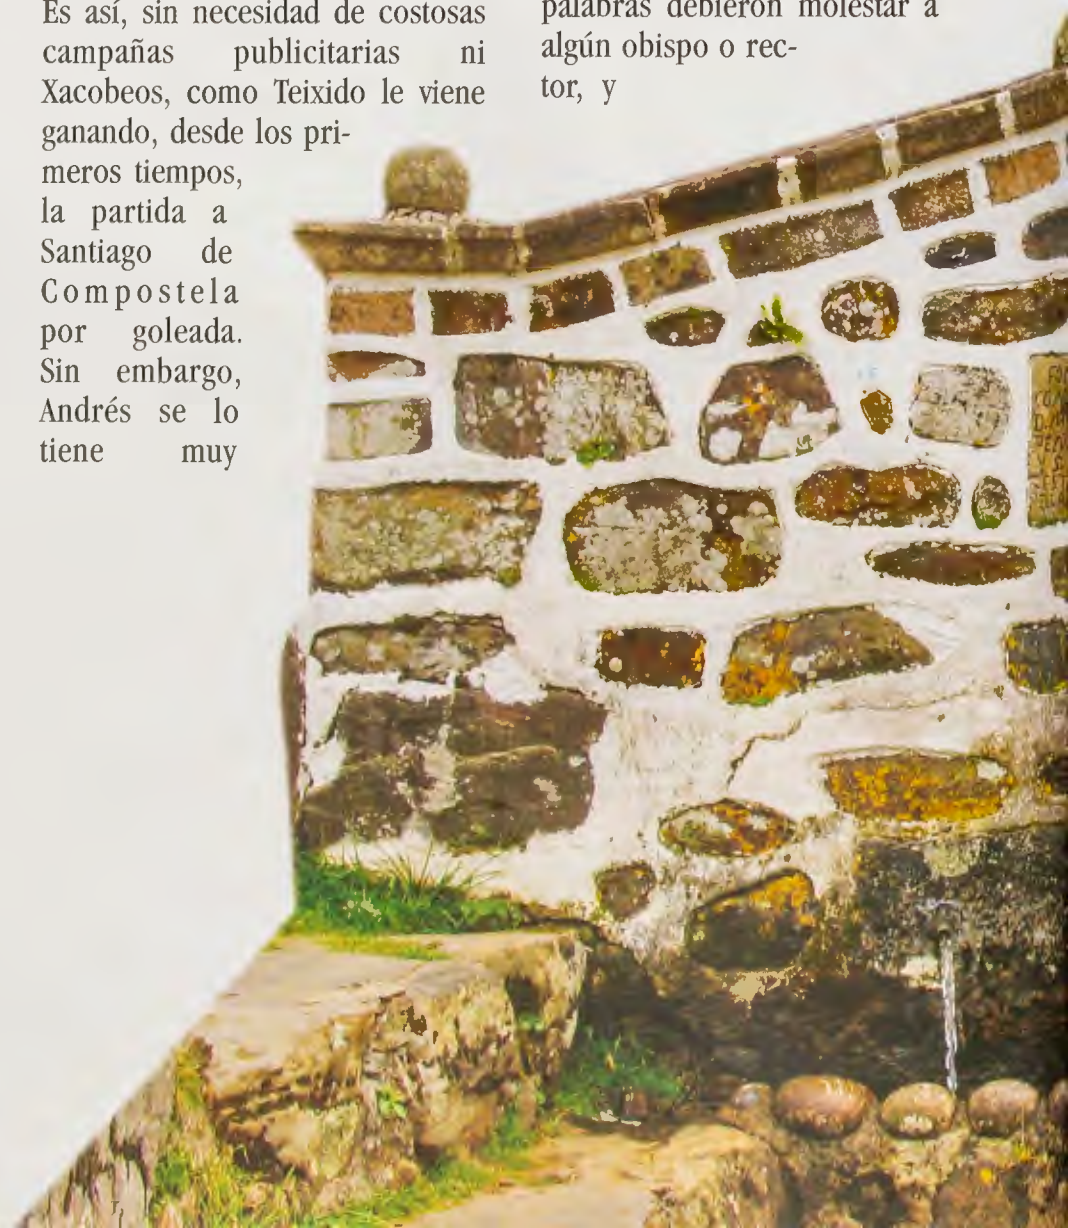 Es así, sin necesidad de costosas
campañas publicitarias ni
Xacobeos, como Teixido le viene
ganando, desde los pri-
meros tiempos,
la partida a
Santiago de
Compostela
por goleada.
Sin embargo,
Andrés se lo
tiene muy
palabras debieron molestar a
algún obispo o rec-
tor, y